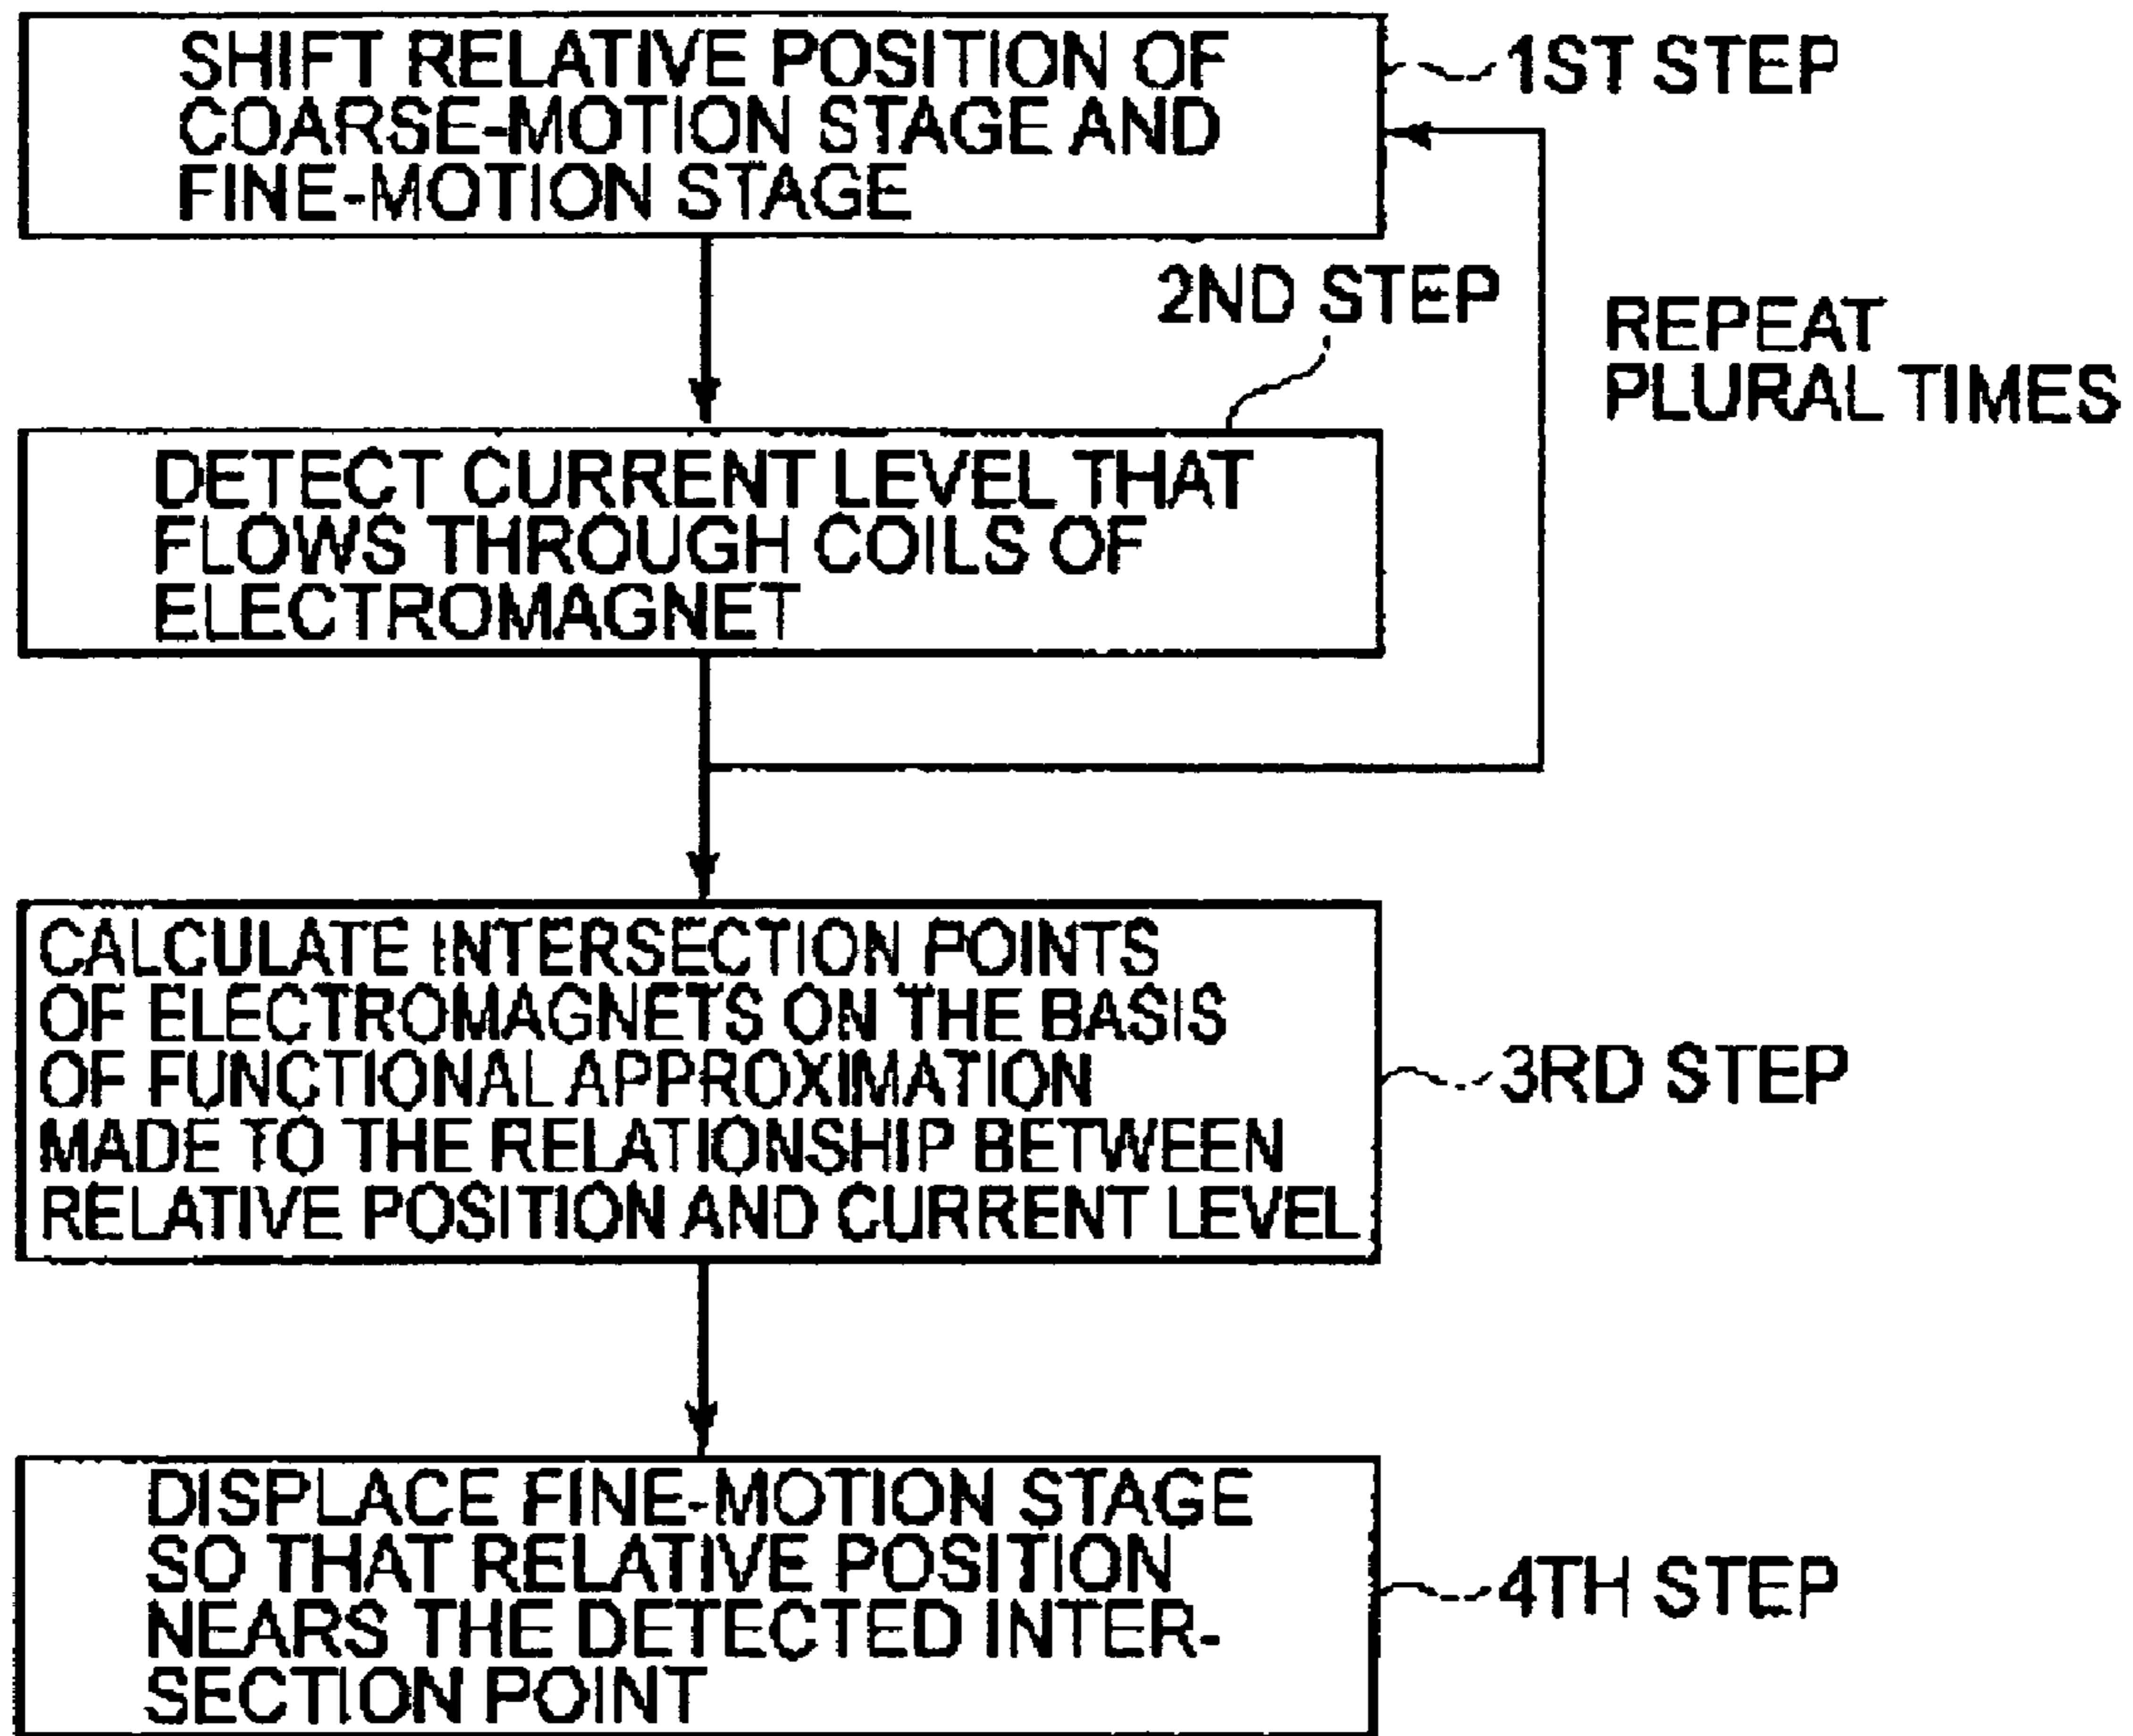 SHIFT RELATIVE POSITION OF
COARSE-MOTION STAGE AND
FINE-MOTION STAGE
1ST STEP
2ND STEP
REPEAT
PLURAL TIMES
DETECT CURRENT LEVEL THAT
FLOWS THROUGH COILS OF
ELECTROMAGNET
CALCULATE INTERSECTION POINTS
OF ELECTROMAGNETS ON THE BASIS
OF FUNCTIONAL APPROXIMATION
MADE TO THE RELATIONSHIP BETWEEN
RELATIVE POSITION AND CURRENT LEVEL
3RD STEP
DISPLACE FINE-MOTION STAGE
SO THAT RELATIVE POSITION
NEARS THE DETECTED INTER-
SECTION POINT
4TH STEP